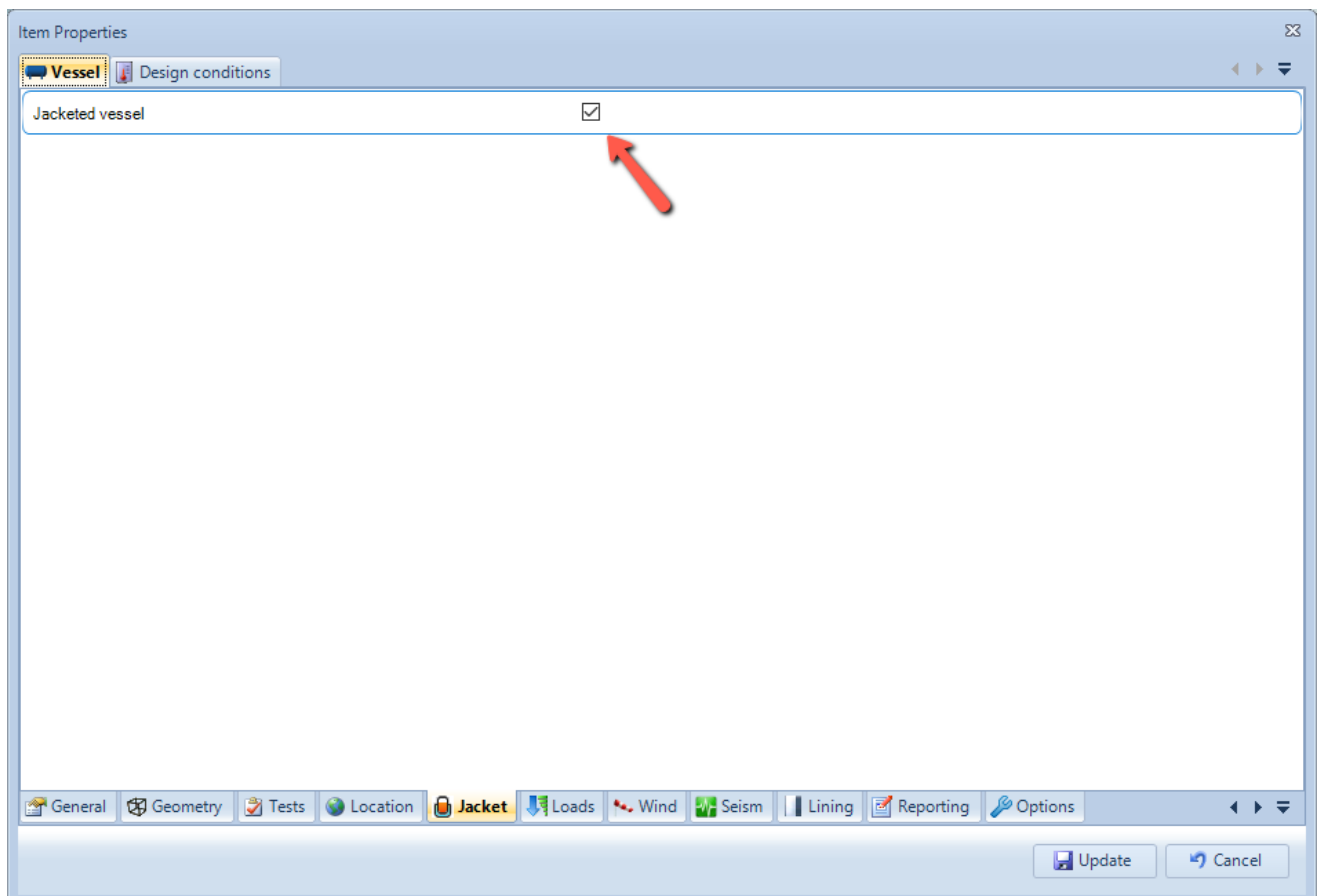 Item Properties
Vessel Design conditions
Jacketed vessel
General Geometry Tests Location Jacket Loads Wind Seism Lining Reporting Options
Update Cancel